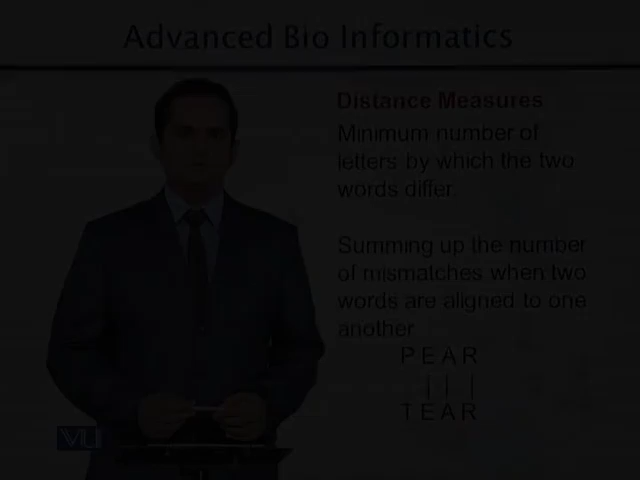 Advanced Bio Informatics
Distance Measures
Minimum number of
letters by which the two
words differ.
Summing up the number
of mismatches when two
words are aligned to one
another
P E A R
| | |
T E A R
VU